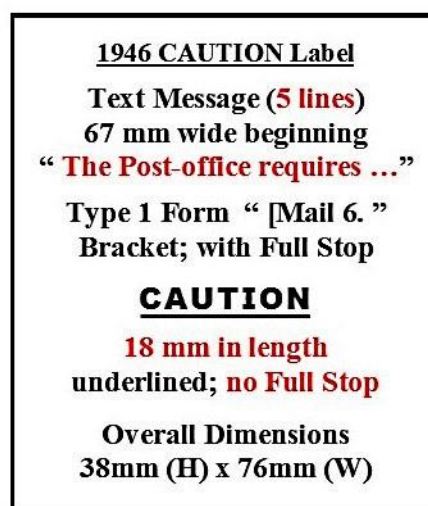 1946 CAUTION Label
Text Message (5 lines)
67 mm wide beginning
“ The Post-office requires ...”
Type 1 Form “ [Mail 6. ”
Bracket; with Full Stop
CAUTION
18 mm in length
underlined; no Full Stop
Overall Dimensions
38mm (H) x 76mm (W)